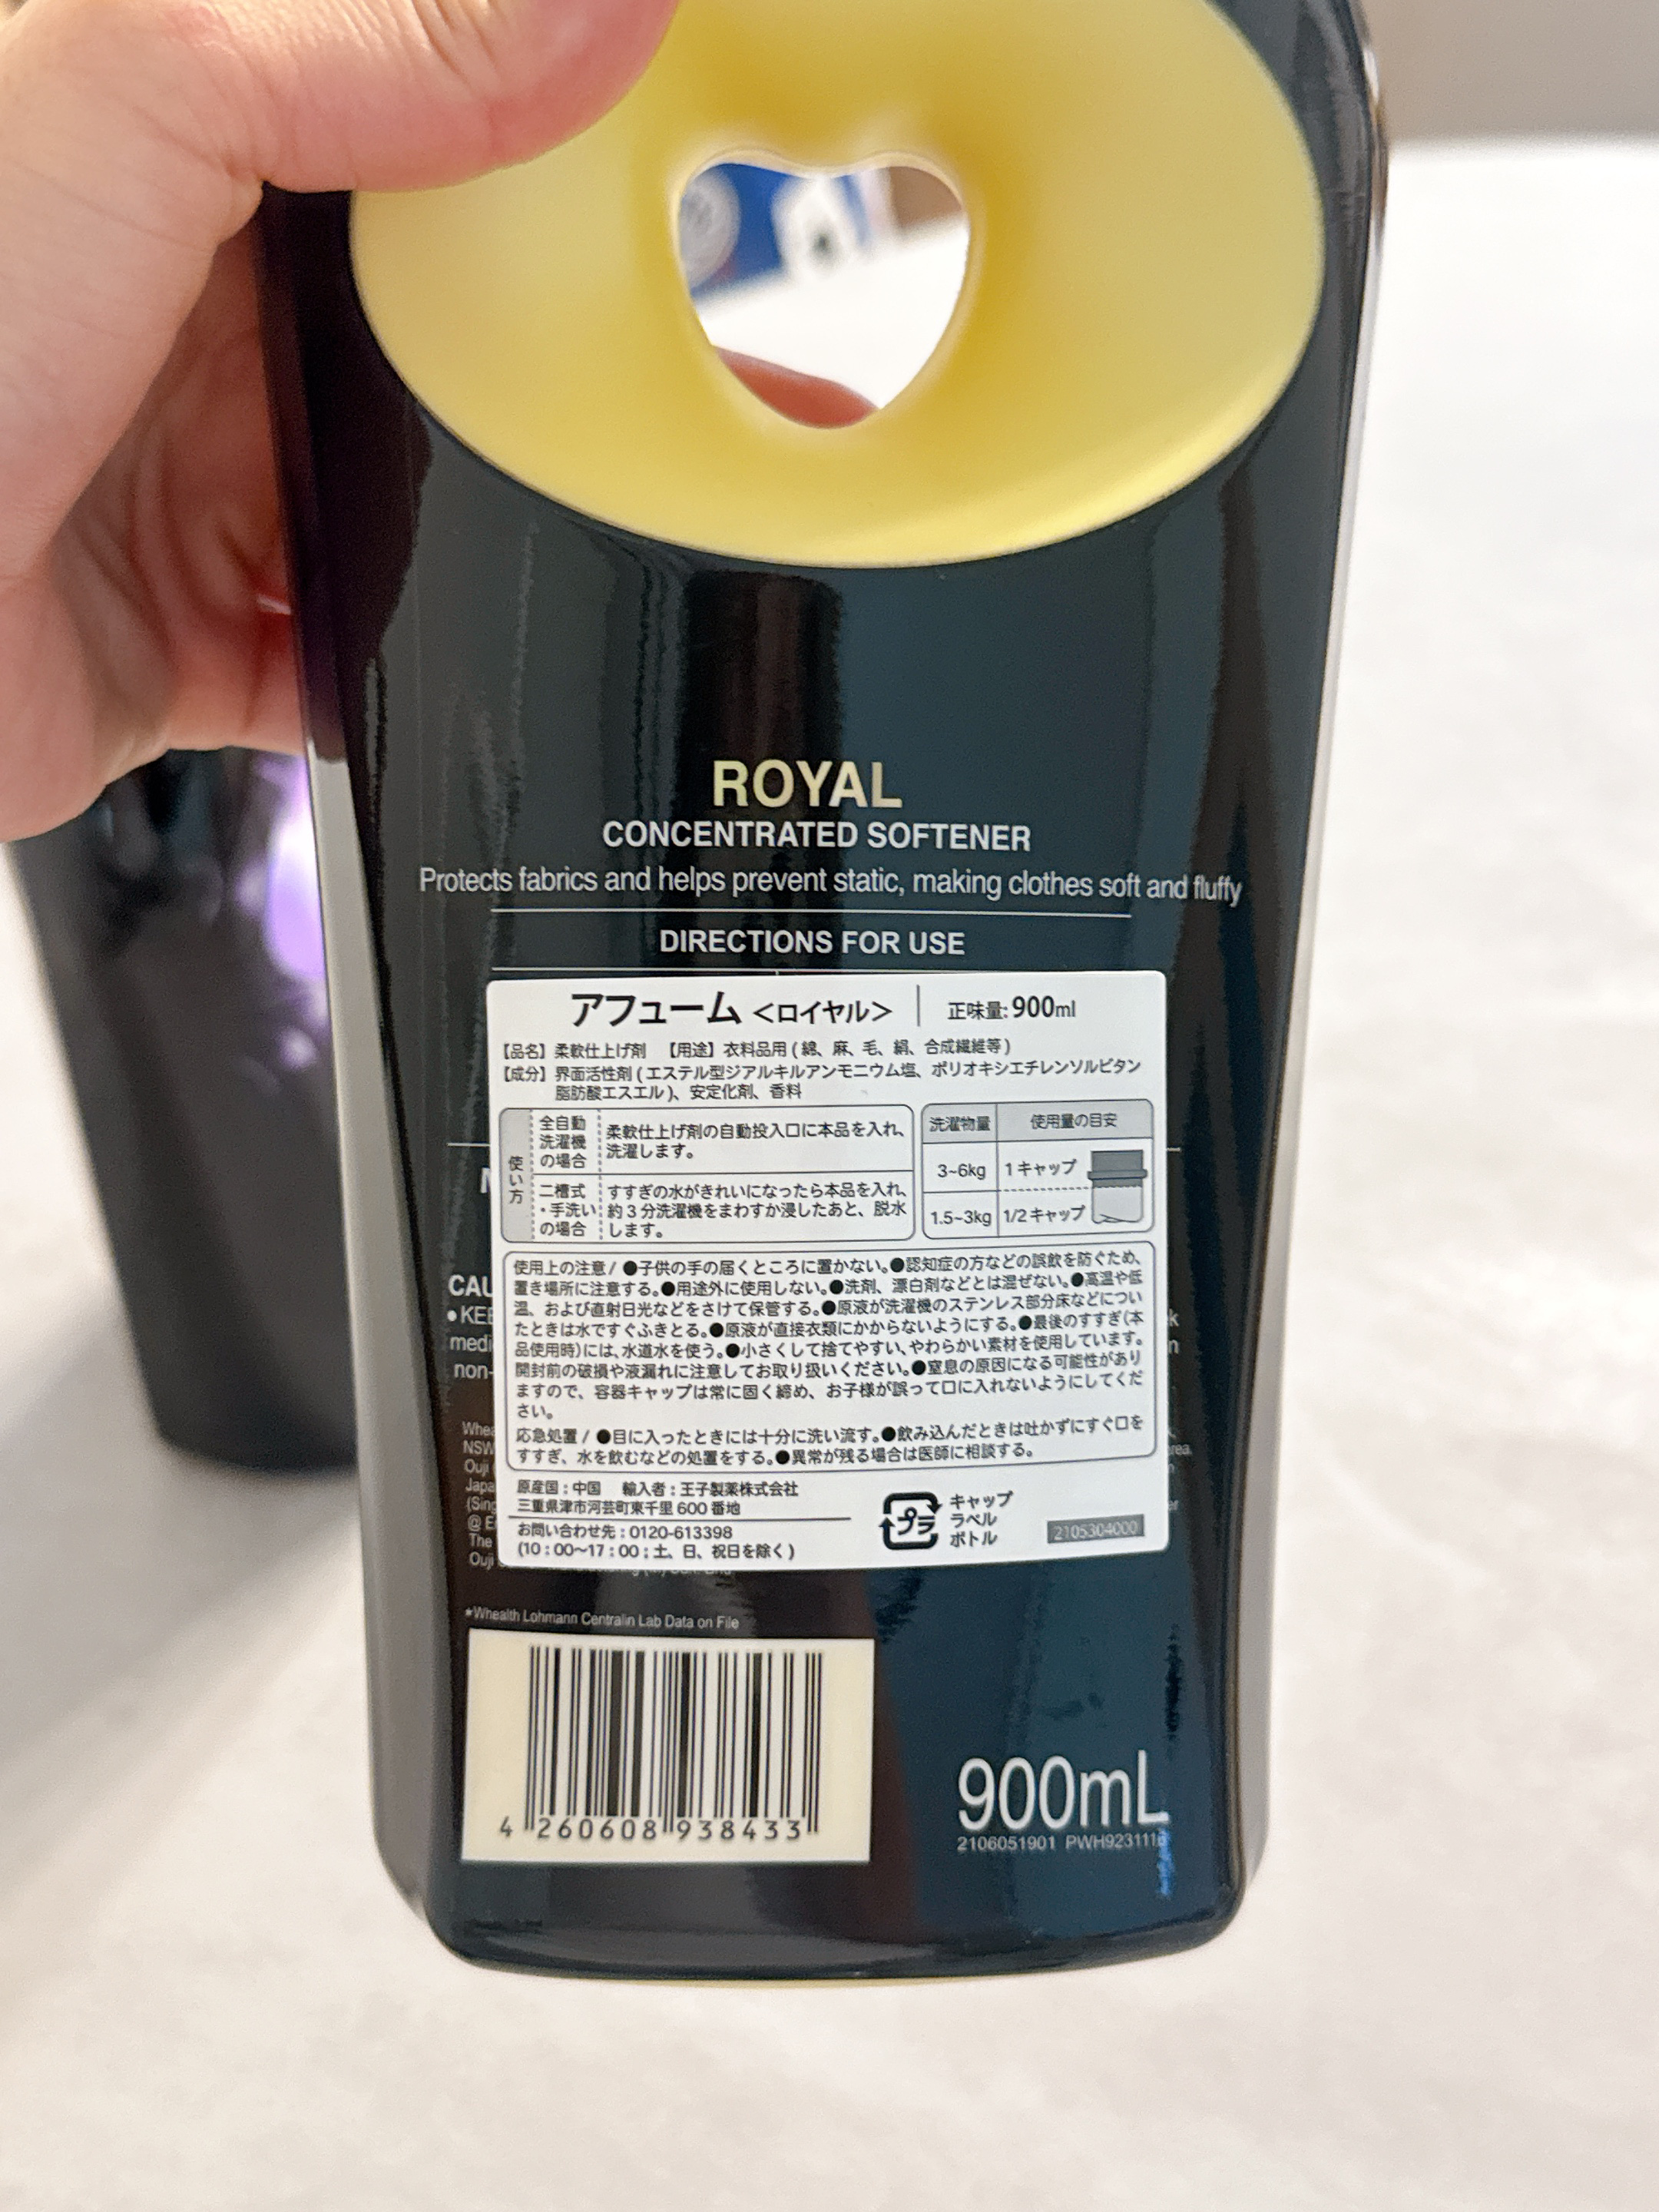 ROYAL
CONCENTRATED SOFTENER
Protects fabrics and helps prevent static, making clothes soft and fluffy
DIRECTIONS FOR USE
アフューム <ロイヤル> 正味量:900ml
【品名】柔軟仕上げ剤 【用途】衣料品用(綿、麻、毛、絹、合成繊維等)
【成分】界面活性剤(エステル型ジアルキルアンモニウム塩、ポリオキシエチレンソルビタン
脂肪酸エスエル)、安定化剤、香料
使い方
全自動
洗濯機
の場合
柔軟仕上げ剤の自動投入口に本品を入れ、
洗濯します。
二槽式
・手洗い
の場合
すすぎの水がきれいになったら本品を入れ、
約3分洗濯機をまわすか浸したあと、脱水
します。
洗濯物量 使用量の目安
3~6kg 1キャップ
1.5~3kg 1/2キャップ
使用上の注意/ ●子供の手の届くところに置かない。●認知症の方などの誤飲を防ぐため、
置き場所に注意する。●用途外に使用しない。●洗剤、漂白剤などとは混ぜない。●高温や低
温、および直射日光などをさけて保管する。●原液が洗濯機のステンレス部分床などについ
たときは水ですぐふきとる。●原液が直接衣類にかからないようにする。●最後のすすぎ(本
品使用時)には、水道水を使う。●小さくして捨てやすい、やわらかい素材を使用しています。
開封前の破損や液漏れに注意してお取り扱いください。●窒息の原因になる可能性があり
ますので、容器キャップは常に固く締め、お子様が誤って口に入れないようにしてくだ
さい。
応急処置/ ●目に入ったときには十分に洗い流す。●飲み込んだときは吐かずにすぐ口を
すすぎ、水を飲むなどの処置をする。●異常が残る場合は医師に相談する。
原産国:中国 輸入者:王子製薬株式会社
三重県津市河芸町東千里600番地
お問い合わせ先:0120-613398
(10:00~17:00:土、日、祝日を除く)
プラ
キャップ
ラベル
ボトル
2105304000
*Whealth Lohmann Centralin Lab Data on File
4 260608 938433
900mL
2106051901